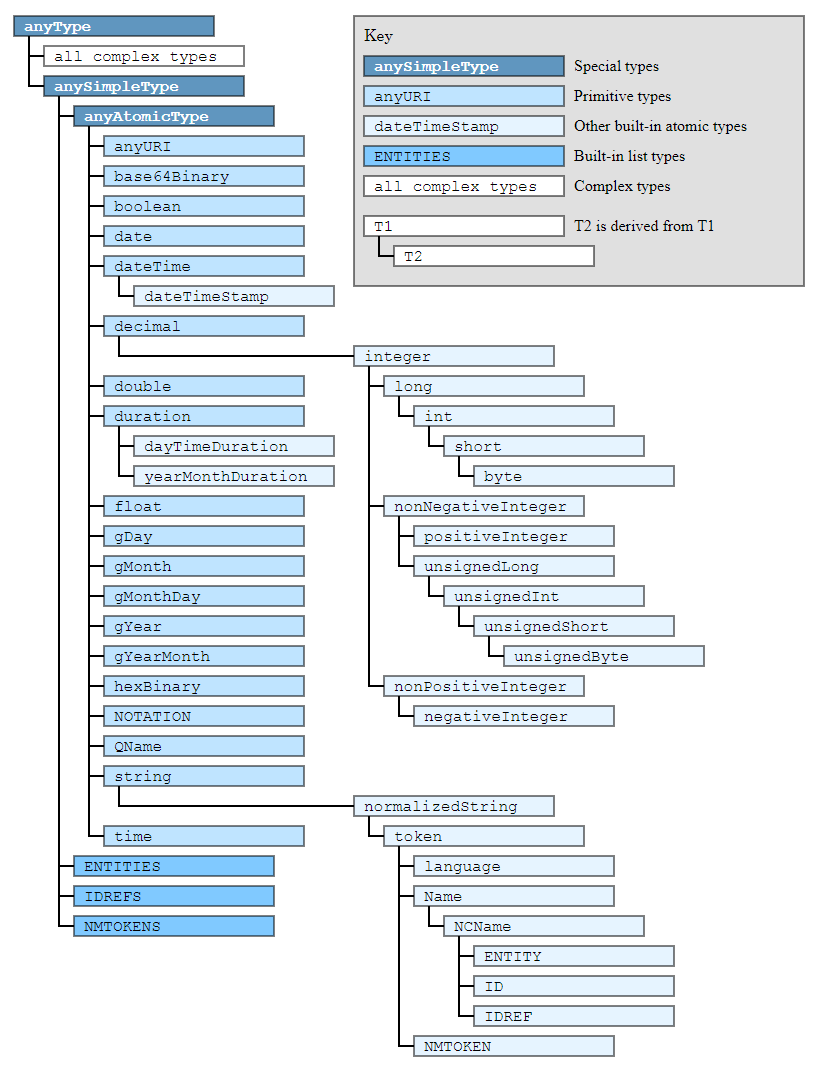 anyType
all complex types
anySimpleType
anyAtomicType
anyURI
base64Binary
boolean
date
dateTime
dateTimeStamp
decimal
integer
long
int
short
byte
nonNegativeInteger
positiveInteger
unsignedLong
unsignedInt
unsignedShort
unsignedByte
nonPositiveInteger
negativeInteger
double
duration
dayTimeDuration
yearMonthDuration
float
gDay
gMonth
gMonthDay
gYear
gYearMonth
hexBinary
NOTATION
QName
string
normalizedString
token
language
Name
NCName
ENTITY
ID
IDREF
NMTOKEN
time
ENTITIES
IDREFS
NMTOKENS
Key
anySimpleType Special types
anyURI Primitive types
dateTimeStamp Other built-in atomic types
ENTITIES Built-in list types
all complex types Complex types
T1 T2 is derived from T1
T2